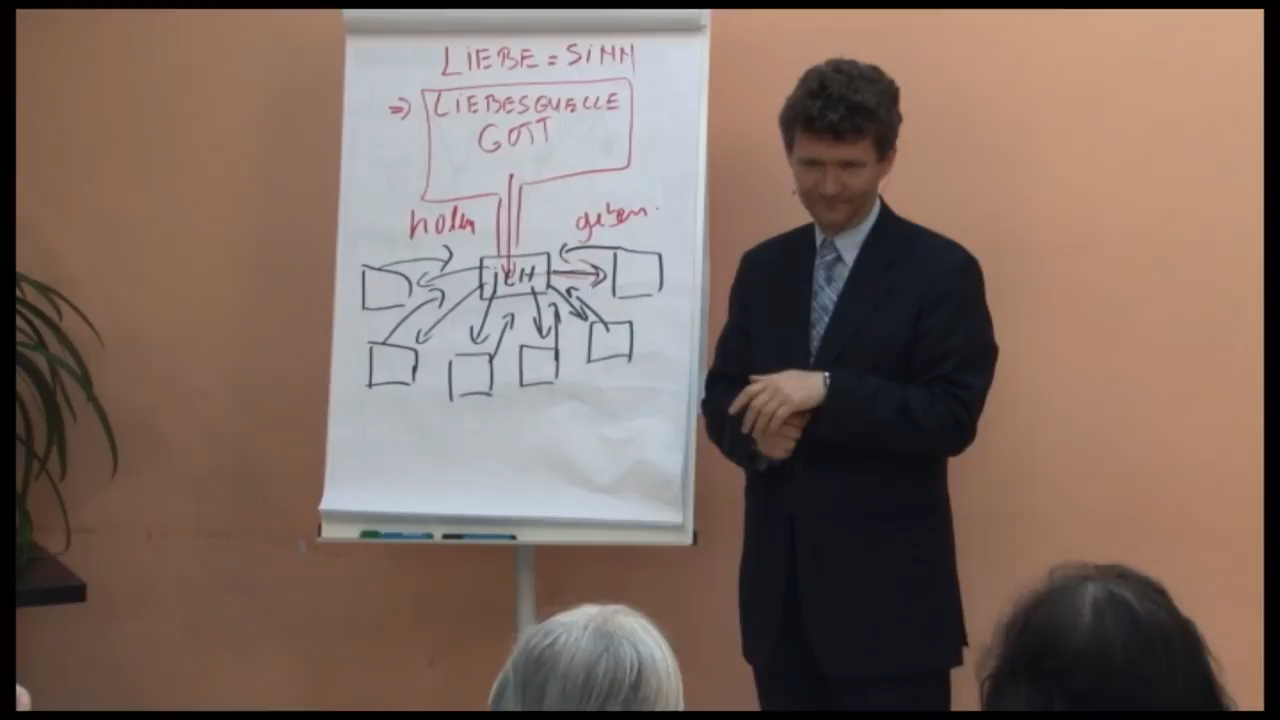 LIEBE = SINN
⇒ LIEBESQUELLE
GOTT
holen geben.
ICH